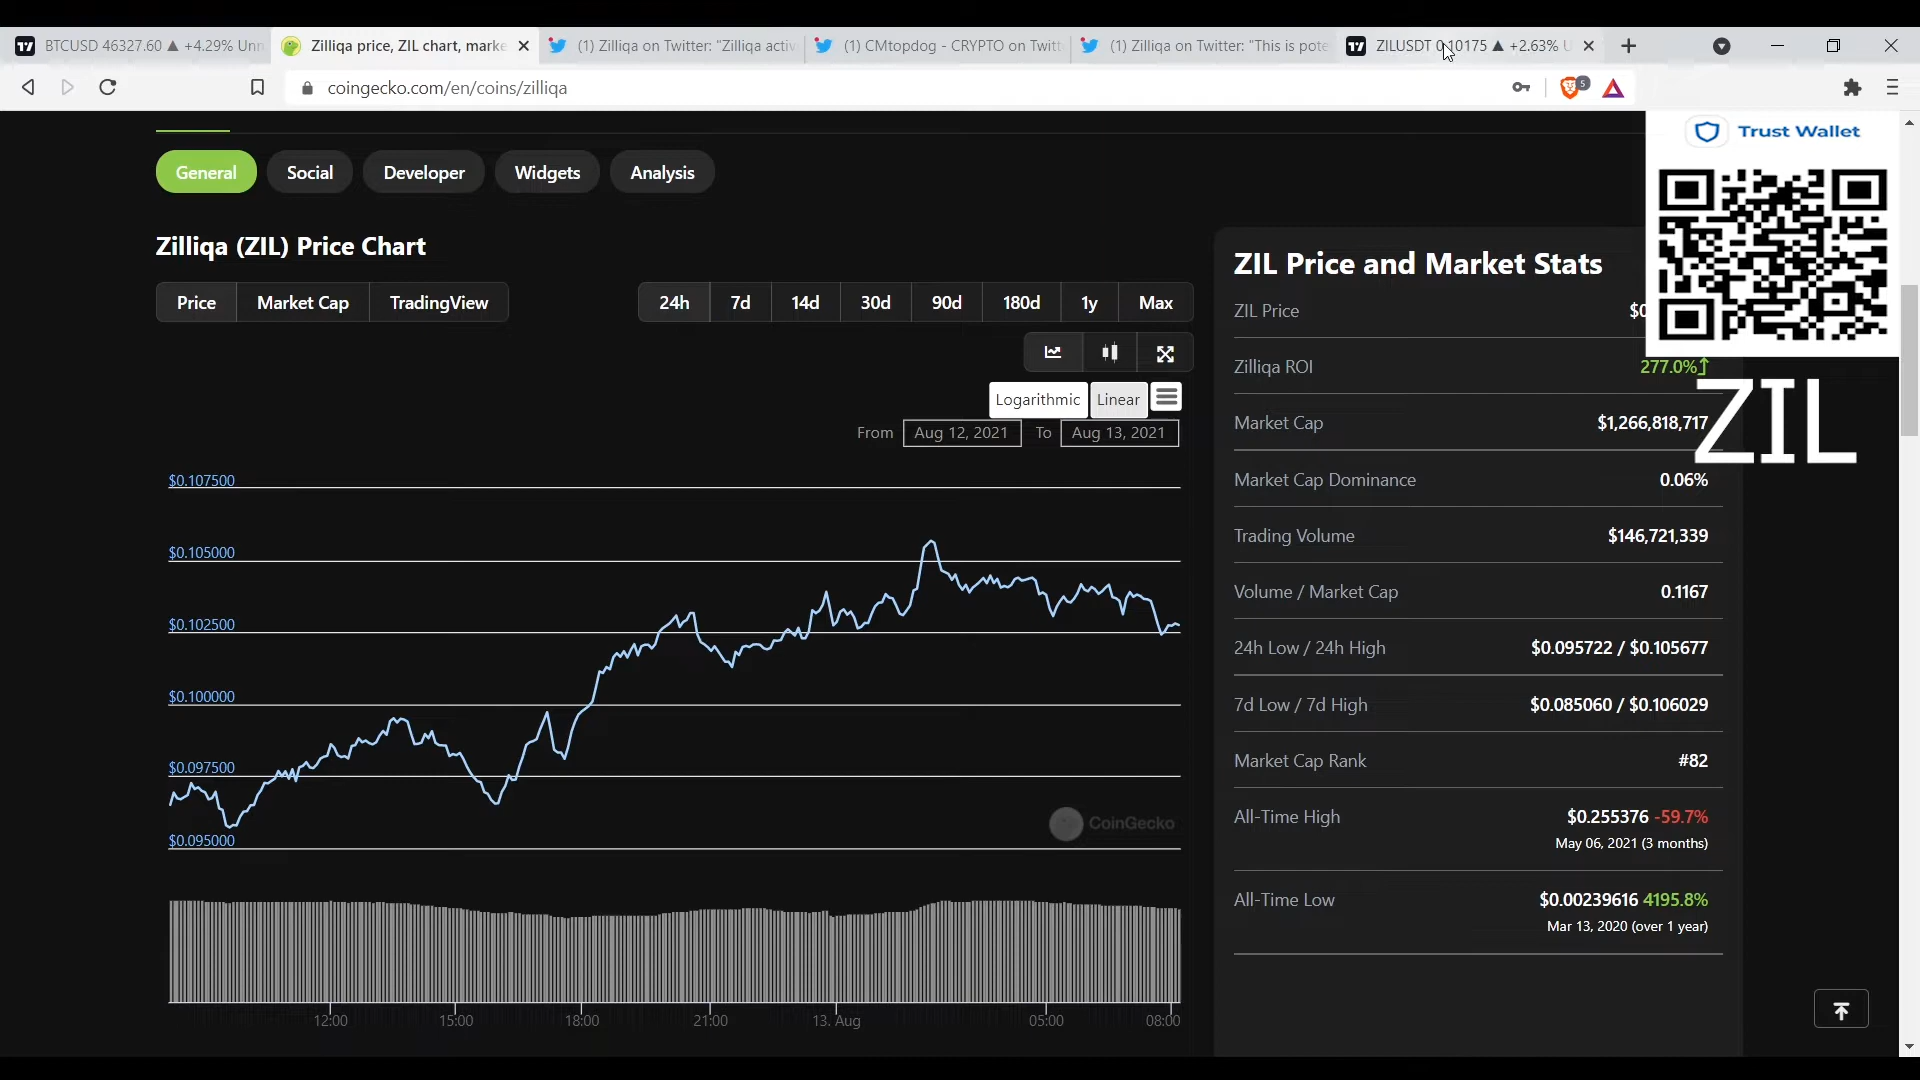 BTCUSD 46327.60 ▲ +4.29% Unn
Zilliqa price, ZIL chart, marke
(1) Zilliqa on Twitter: "Zilliqa activ
(1) CMtopdog - CRYPTO on Twitt
(1) Zilliqa on Twitter: "This is pote
ZILUSDT 0.10175 ▲ +2.63% U
coingecko.com/en/coins/zilliqa
5
Trust Wallet
General
Social
Developer
Widgets
Analysis
Zilliqa (ZIL) Price Chart
Price
Market Cap
TradingView
24h
7d
14d
30d
90d
180d
1y
Max
Logarithmic
Linear
From
Aug 12, 2021
To
Aug 13, 2021
$0.107500
$0.105000
$0.102500
$0.100000
$0.097500
$0.095000
CoinGecko
12:00
15:00
18:00
21:00
13. Aug
05:00
08:00
ZIL Price and Market Stats
ZIL Price $0
Zilliqa ROI 277.0%
ZIL
Market Cap $1,266,818,717
Market Cap Dominance 0.06%
Trading Volume $146,721,339
Volume / Market Cap 0.1167
24h Low / 24h High $0.095722 / $0.105677
7d Low / 7d High $0.085060 / $0.106029
Market Cap Rank #82
All-Time High $0.255376 -59.7%
May 06, 2021 (3 months)
All-Time Low $0.00239616 4195.8%
Mar 13, 2020 (over 1 year)